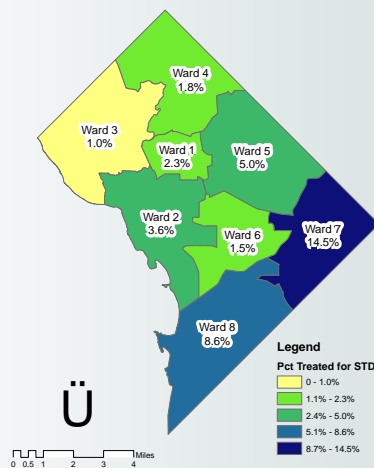 Ward 4
1.8%
Ward 3
1.0%
Ward 1
2.3%
Ward 5
5.0%
Ward 2
3.6%
Ward 6
1.5%
Ward 7
14.5%
Ward 8
8.6%
Legend
Pct Treated for STD
0 - 1.0%
1.1% - 2.3%
2.4% - 5.0%
5.1% - 8.6%
8.7% - 14.5%
Ü
Miles
0 0.5 1 2 3 4